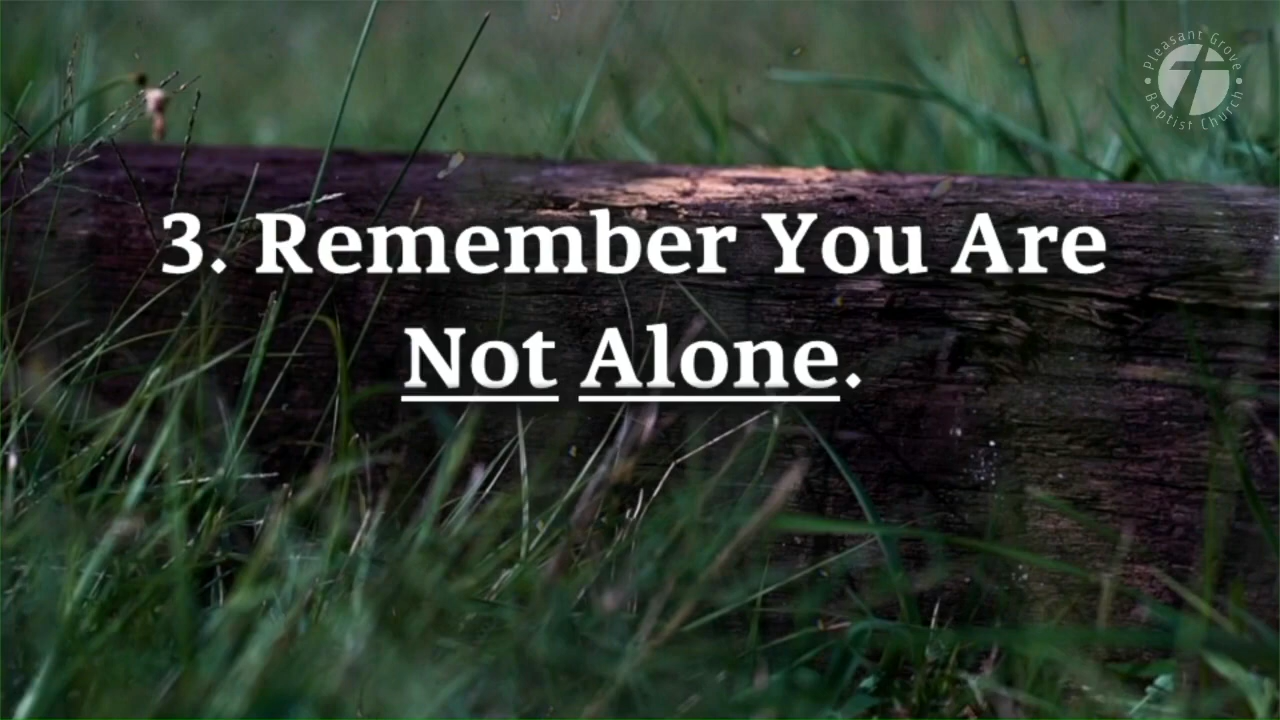 Pleasant Grove
Baptist Church
3. Remember You Are
Not Alone.